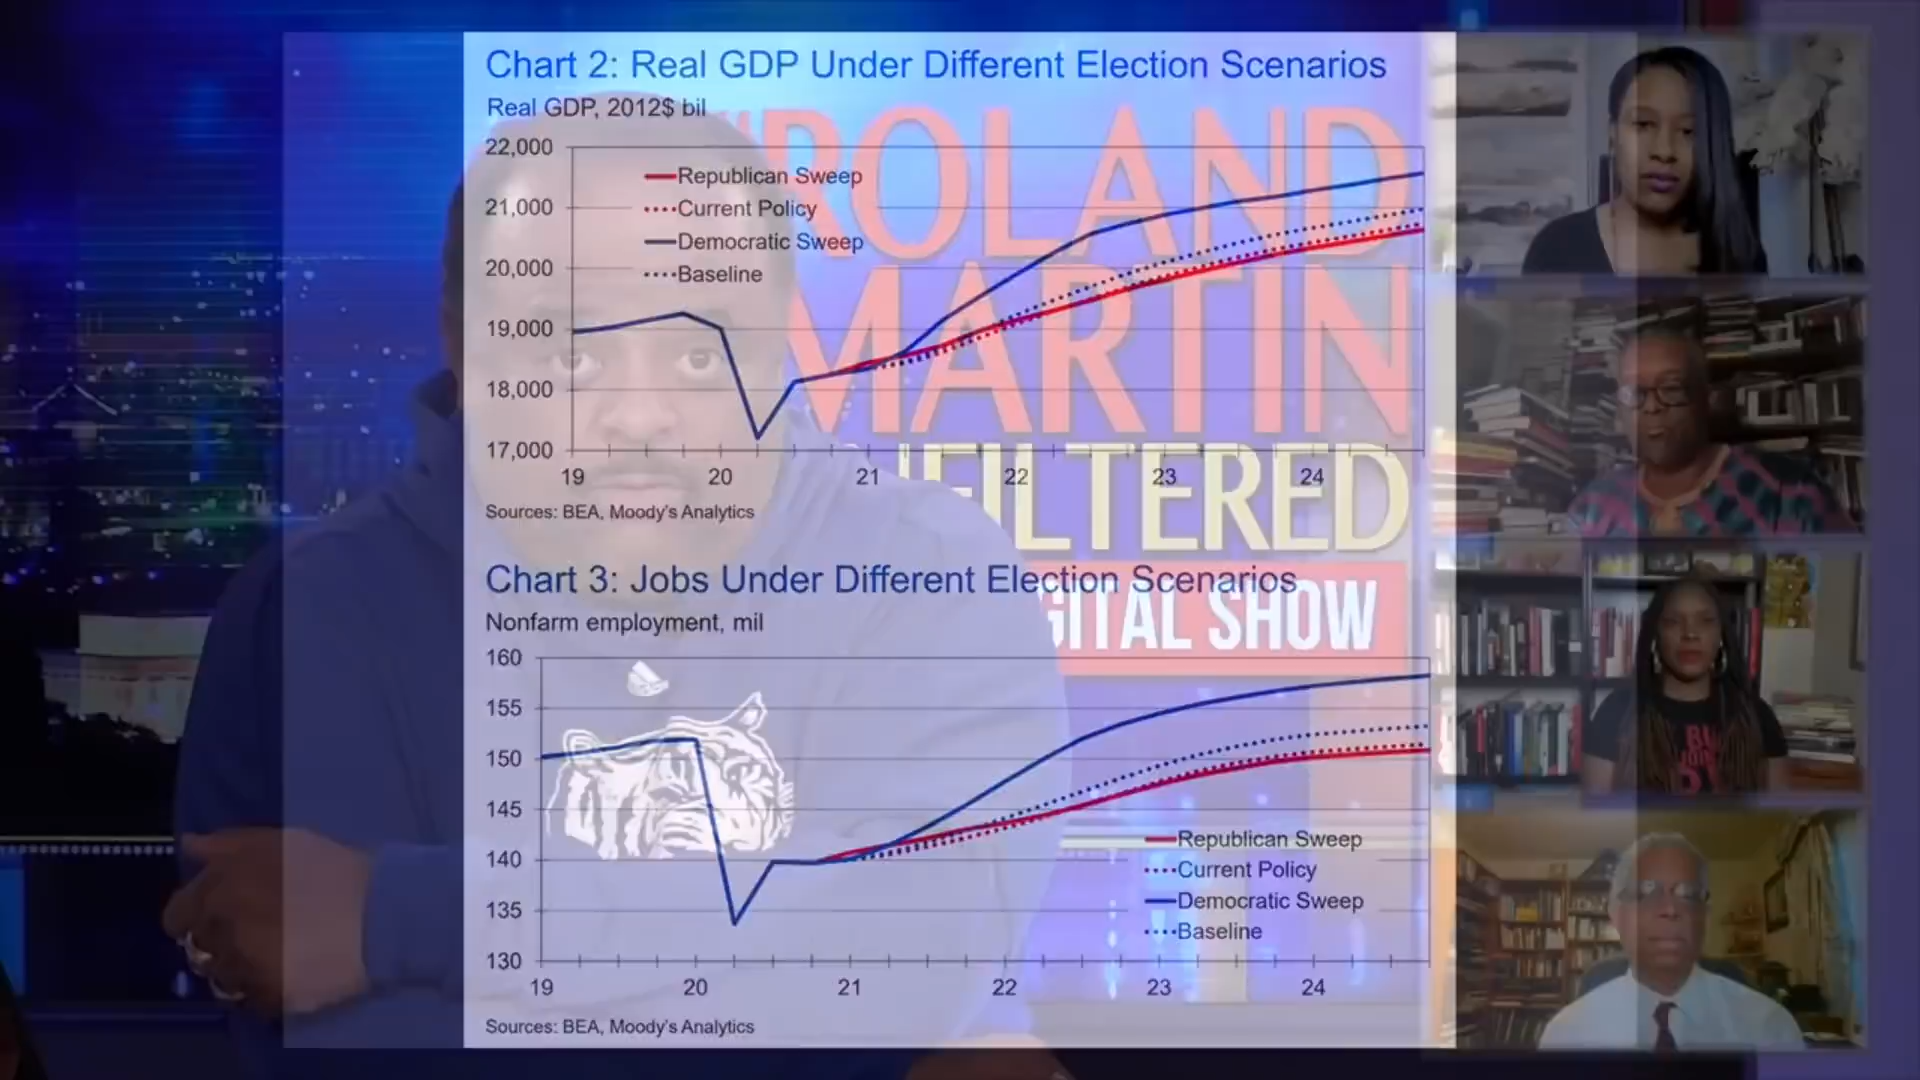 Chart 2: Real GDP Under Different Election Scenarios
Real GDP, 2012$ bil
22,000
21,000
20,000
19,000
18,000
17,000
Republican Sweep
Current Policy
Democratic Sweep
Baseline
19 20 21 22 23 24
Sources: BEA, Moody's Analytics
Chart 3: Jobs Under Different Election Scenarios
Nonfarm employment, mil
160
155
150
145
140
135
130
Republican Sweep
Current Policy
Democratic Sweep
Baseline
19 20 21 22 23 24
Sources: BEA, Moody's Analytics
ROLAND
MARTIN
FILTERED
GITAL SHOW